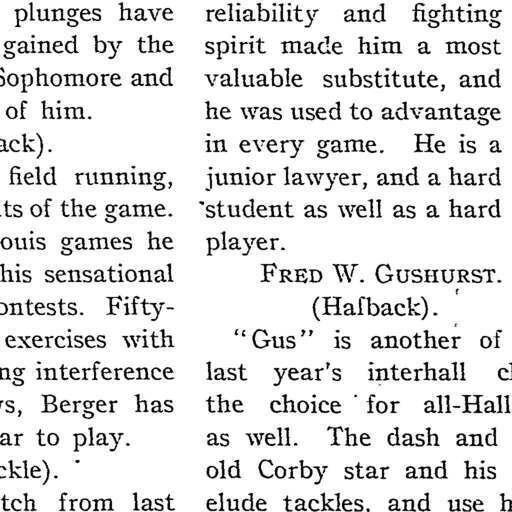 plunges have
gained by the
Sophomore and
of him.
ack).
field running,
ts of the game.
ouis games he
his sensational
ontests. Fifty-
exercises with
ng interference
s, Berger has
ar to play.
ckle).
tch from last
reliability and fighting
spirit made him a most
valuable substitute, and
he was used to advantage
in every game. He is a
junior lawyer, and a hard
student as well as a hard
player.
FRED W. GUSHURST.
(Hafback).
"Gus" is another of
last year's interhall
the choice for all-Hall
as well. The dash and
old Corby star and his
elude tackles, and use